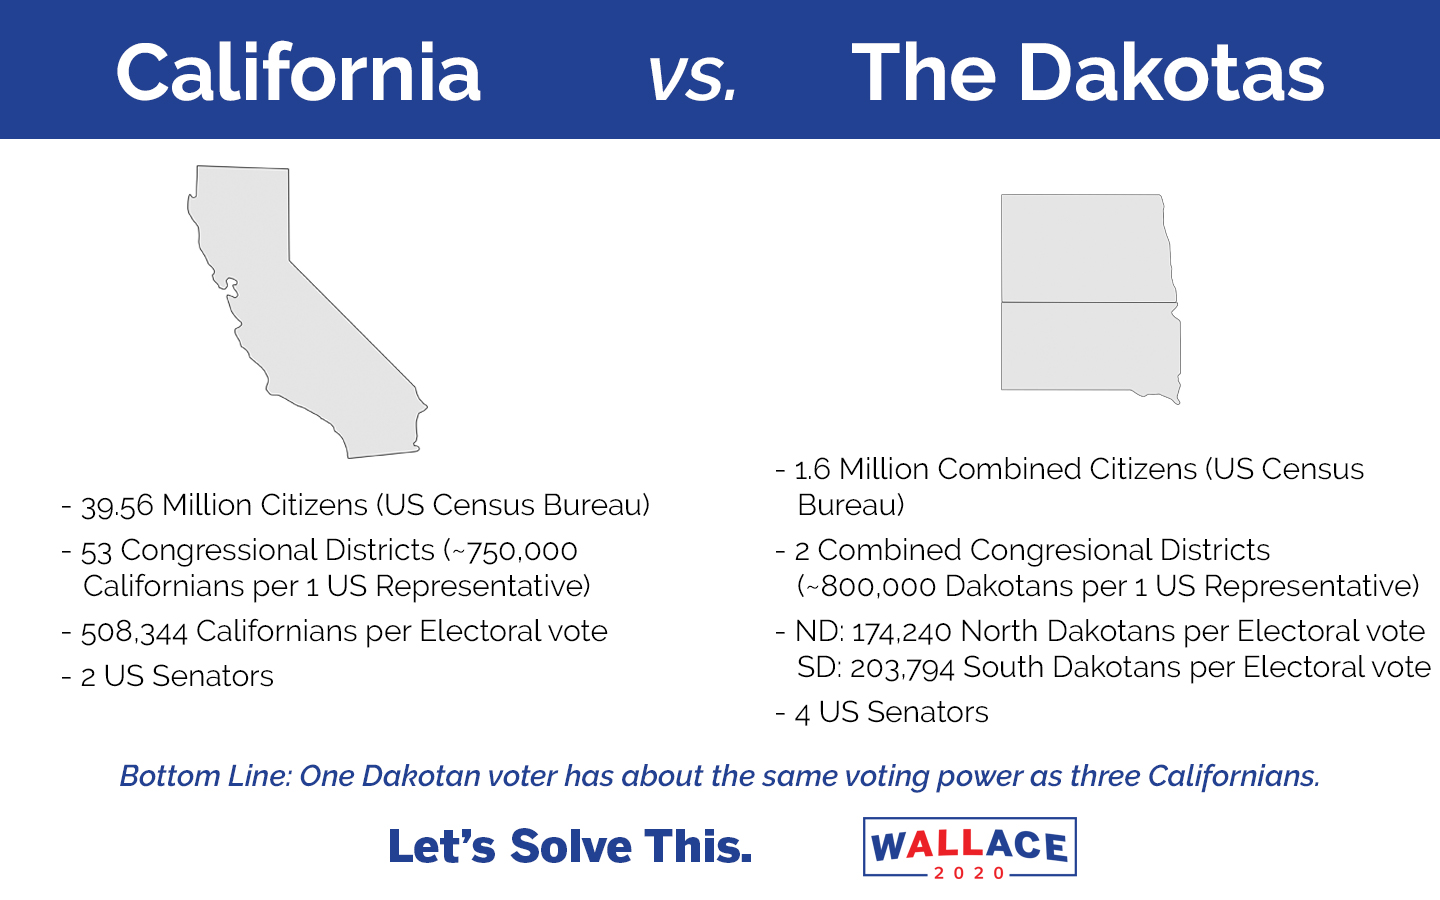 California vs. The Dakotas
- 39.56 Million Citizens (US Census Bureau)
- 53 Congressional Districts (~750,000
Californians per 1 US Representative)
- 508,344 Californians per Electoral vote
- 2 US Senators
- 1.6 Million Combined Citizens (US Census
Bureau)
- 2 Combined Congresional Districts
(~800,000 Dakotans per 1 US Representative)
- ND: 174,240 North Dakotans per Electoral vote
SD: 203,794 South Dakotans per Electoral vote
- 4 US Senators
Bottom Line: One Dakotan voter has about the same voting power as three Californians.
Let's Solve This.
WALLACE
2020